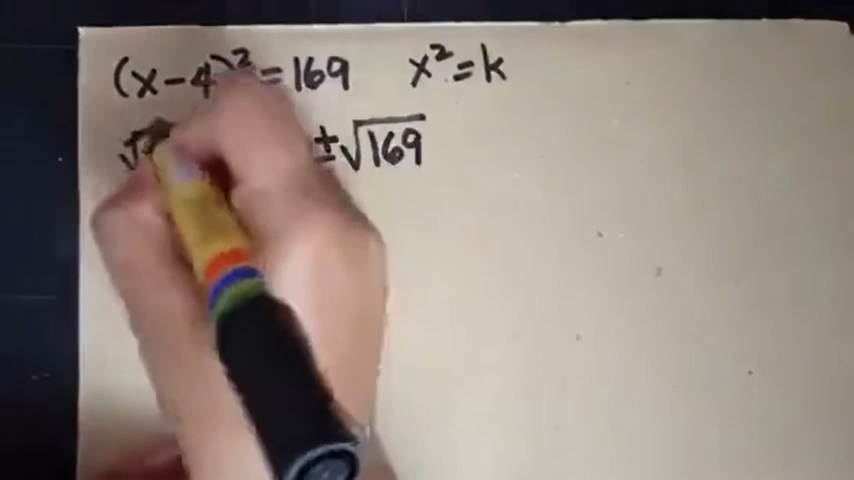 (x-4)²=169 x²=k
√ ±√169